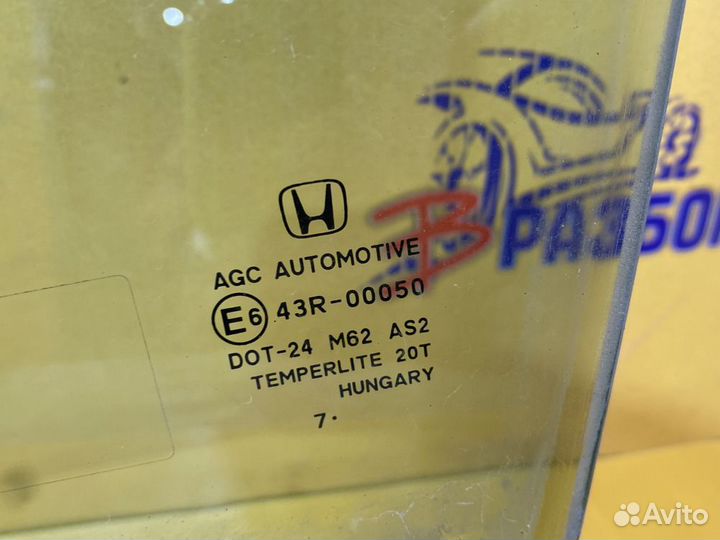 AGC AUTOMOTIVE
E6 43R-00050
DOT-24 M62 AS2
TEMPERLITE 20T
HUNGARY
7.
В РАЗБОР
Avito